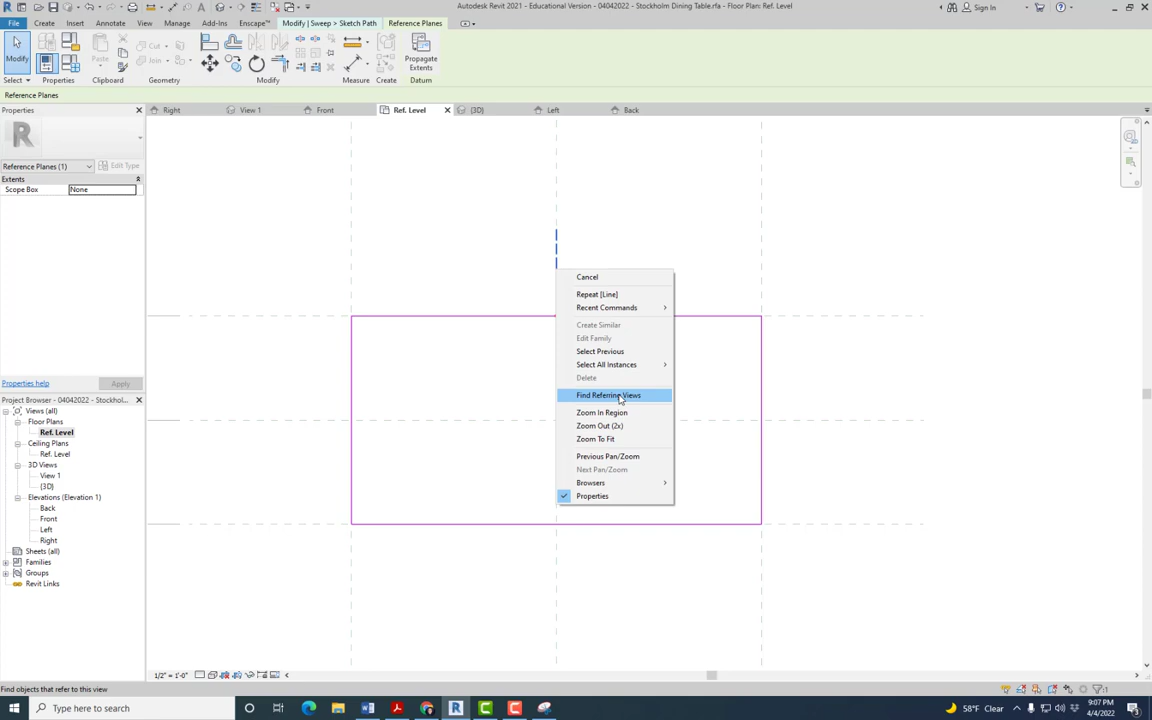 Autodesk Revit 2021 - Educational Version - 04042022 - Stockholm Dining Table.rfa - Floor Plan: Ref. Level
Sign In
File Create Insert Annotate View Manage Add-Ins Enscape™ Modify | Sweep > Sketch Path Reference Planes
Modify
Paste
Cut
Join
Propagate
Extents
Select Properties Clipboard Geometry Modify Measure Create Datum
Reference Planes
Properties
Right View 1 Front Ref. Level (3D) Left Back
Reference Planes (1) Edit Type
Extents
Scope Box None
Properties help Apply
Project Browser - 04042022 - Stockhol...
Views (all)
Floor Plans
Ref. Level
Ceiling Plans
Ref. Level
3D Views
View 1
{3D}
Elevations (Elevation 1)
Back
Front
Left
Right
Sheets (all)
Families
Groups
Revit Links
Cancel
Repeat [Line]
Recent Commands
Create Similar
Edit Family
Select Previous
Select All Instances
Delete
Find Referring Views
Zoom In Region
Zoom Out (2x)
Zoom To Fit
Previous Pan/Zoom
Next Pan/Zoom
Browsers
Properties
1/2" = 1'-0"
Find objects that refer to this view
:1
Type here to search
58°F Clear
9:07 PM
4/4/2022